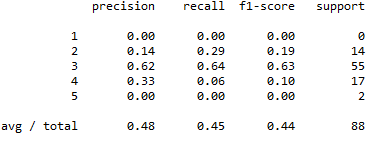 precision recall f1-score support
1 0.00 0.00 0.00 0
2 0.14 0.29 0.19 14
3 0.62 0.64 0.63 55
4 0.33 0.06 0.10 17
5 0.00 0.00 0.00 2
avg / total 0.48 0.45 0.44 88